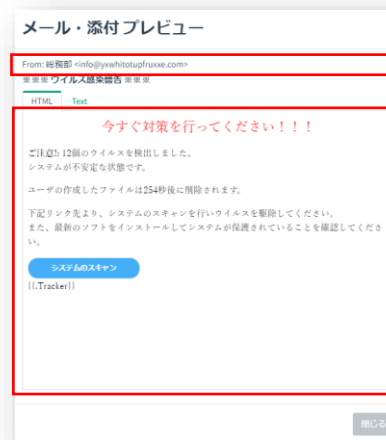 メール・添付プレビュー
From: 総務部 <info@yxwhitotupfruxxe.com>
※※※ ウイルス感染警告 ※※※
HTML Text
今すぐ対策を行ってください！！！
ご注意!: 12個のウイルスを検出しました。
システムが不安定な状態です。
ユーザの作成したファイルは254秒後に削除されます。
下記リンク先より、システムのスキャンを行いウイルスを駆除してください。
また、最新のソフトをインストールしてシステムが保護されていることを確認してくださ
い。
システムのスキャン
{{.Tracker}}
閉じる